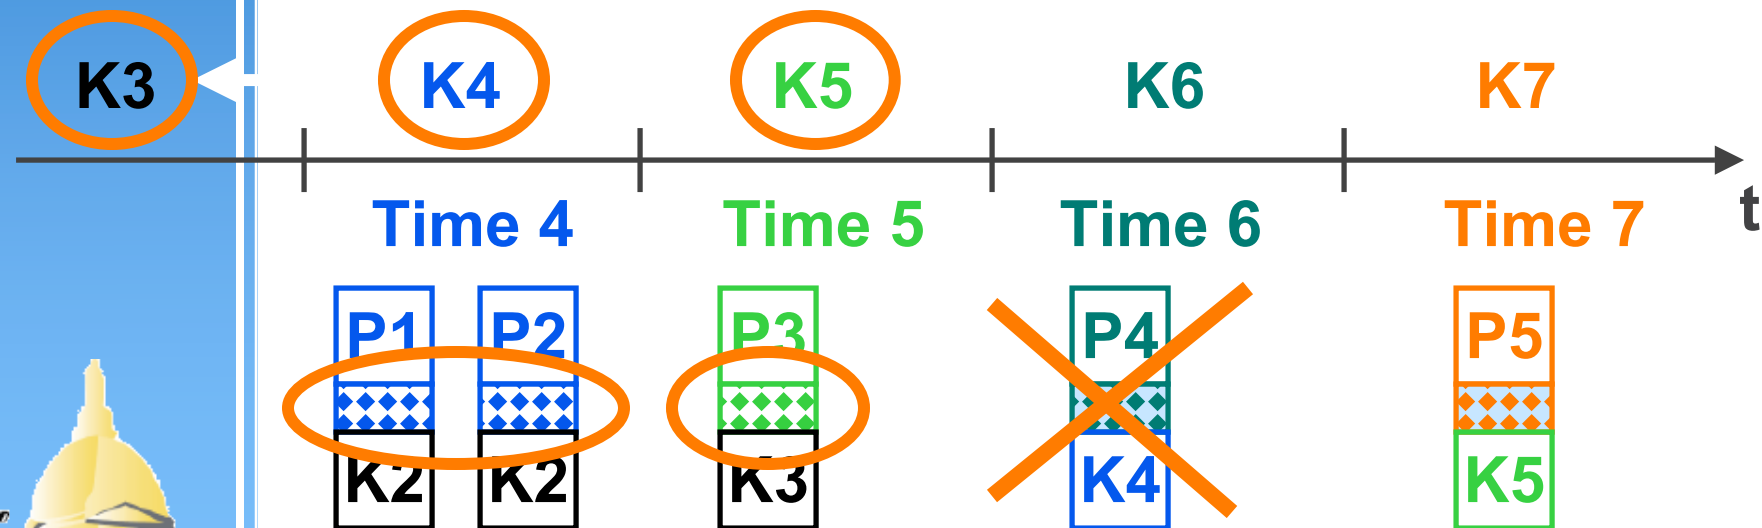 K3 K4 K5 K6 K7
t
Time 4 Time 5 Time 6 Time 7
P1 P2 P3 P4 P5
K2 K2 K3 K4 K5